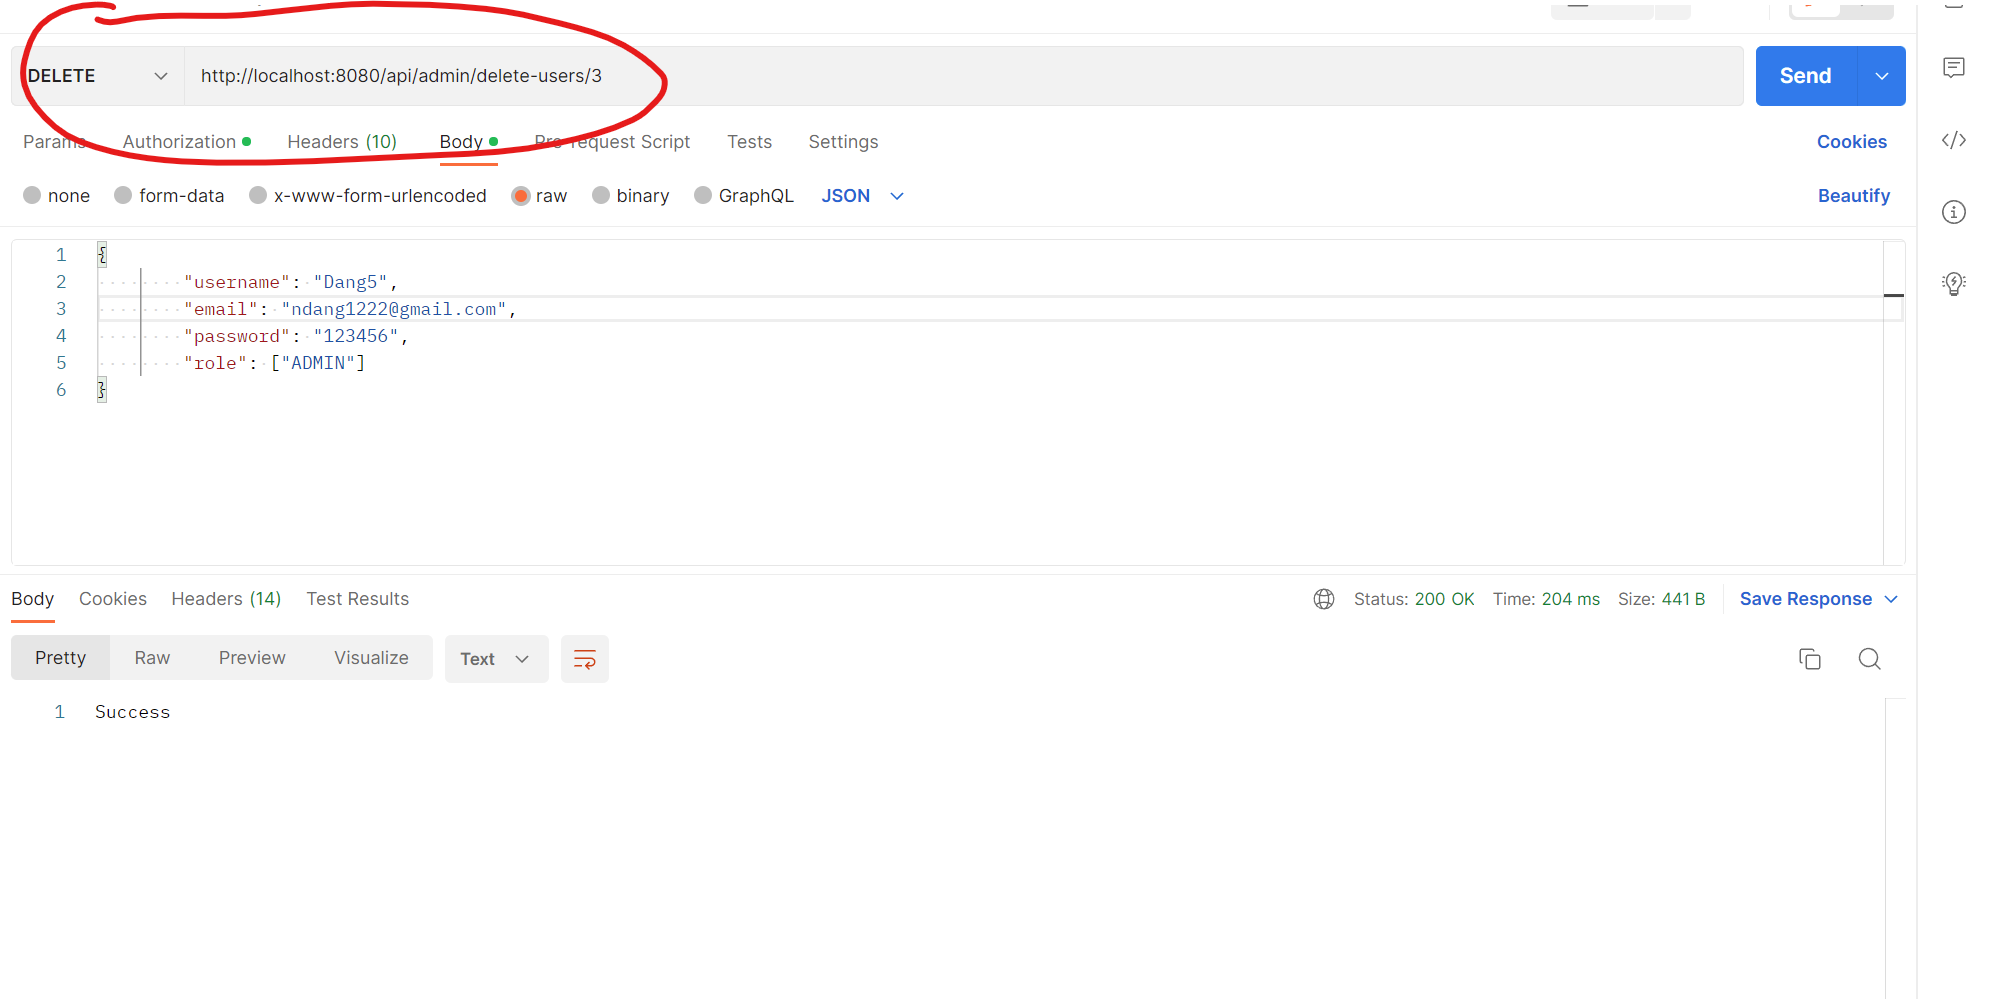 DELETE http://localhost:8080/api/admin/delete-users/3 Send
Params Authorization Headers (10) Body Pre-request Script Tests Settings Cookies
none form-data x-www-form-urlencoded raw binary GraphQL JSON Beautify
1 {
2 "username": "Dang5",
3 "email": "ndang1222@gmail.com",
4 "password": "123456",
5 "role": ["ADMIN"]
6 }
Body Cookies Headers (14) Test Results Status: 200 OK Time: 204 ms Size: 441 B Save Response
Pretty Raw Preview Visualize Text
1 Success